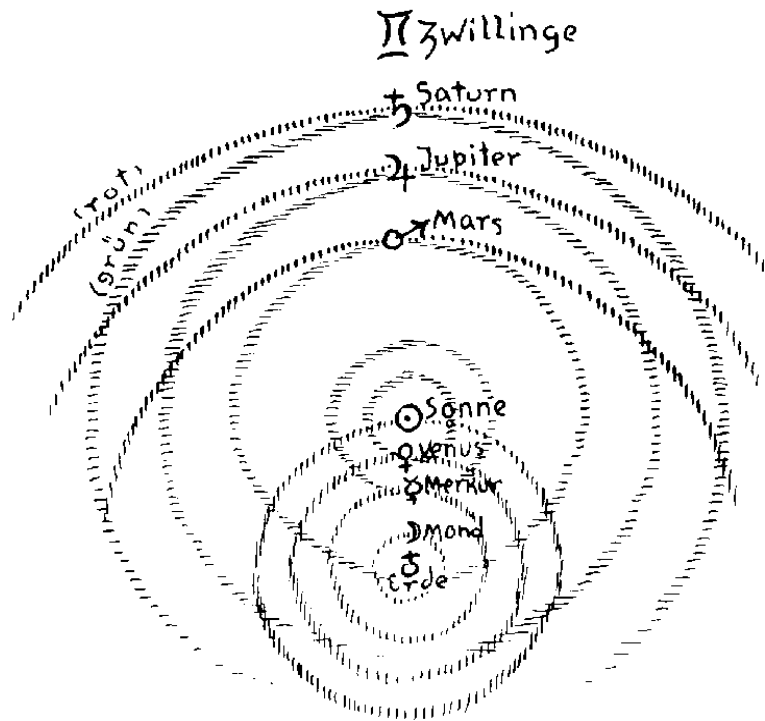 ♊ Zwillinge
♄ Saturn
♃ Jupiter
(rot)
♂ Mars
(grün)
☉ Sonne
♀ Venus
☿ Merkur
☽ Mond
♁
Erde